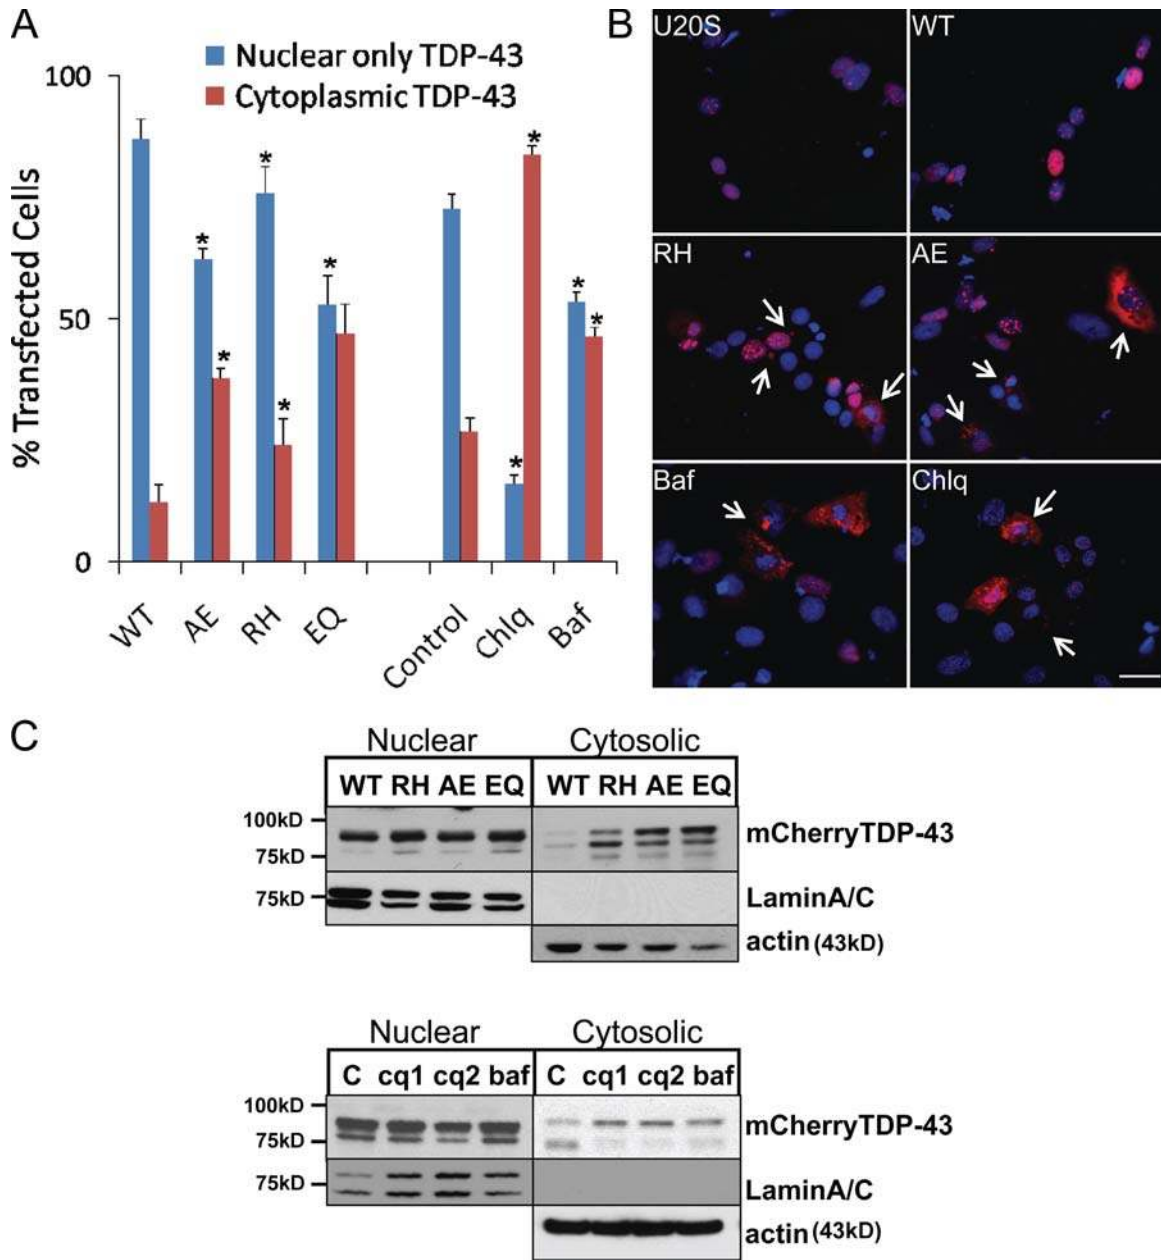 A
Nuclear only TDP-43
Cytoplasmic TDP-43
% Transfected Cells
100
50
0
* * * * * * * * *
WT AE RH EQ Control Chlq Baf
B
U20S WT
RH AE
Baf Chlq
C
Nuclear Cytosolic
WT RH AE EQ WT RH AE EQ
100kD
75kD
mCherryTDP-43
75kD
LaminA/C
actin (43kD)
Nuclear Cytosolic
C cq1 cq2 baf C cq1 cq2 baf
100kD
75kD
mCherryTDP-43
75kD
LaminA/C
actin (43kD)